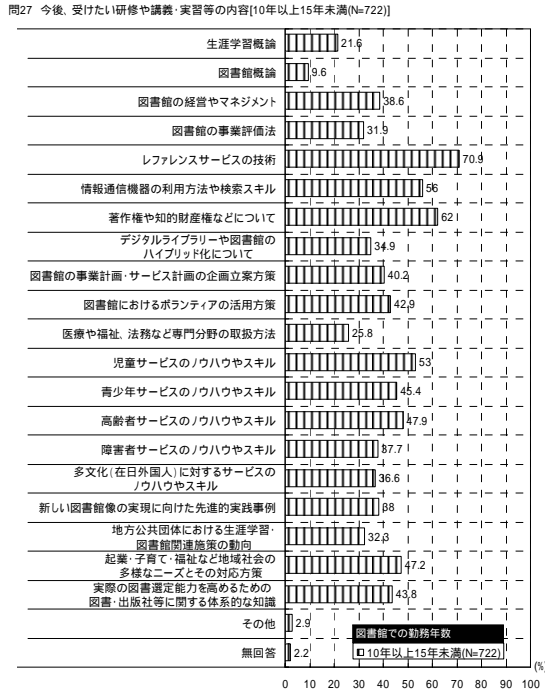 問27 今後、受けたい研修や講義・実習等の内容[10年以上15年未満(N=722)]
生涯学習概論 21.6
図書館概論 9.6
図書館の経営やマネジメント 38.6
図書館の事業評価法 31.9
レファレンスサービスの技術 70.9
情報通信機器の利用方法や検索スキル 56
著作権や知的財産権などについて 62
デジタルライブラリーや図書館の
ハイブリッド化について 34.9
図書館の事業計画・サービス計画の企画立案方策 40.2
図書館におけるボランティアの活用方策 42.9
医療や福祉、法務など専門分野の取扱方法 25.8
児童サービスのノウハウやスキル 53
青少年サービスのノウハウやスキル 45.4
高齢者サービスのノウハウやスキル 47.9
障害者サービスのノウハウやスキル 37.7
多文化(在日外国人)に対するサービスの
ノウハウやスキル 36.6
新しい図書館像の実現に向けた先進的実践事例 38
地方公共団体における生涯学習・
図書館関連施策の動向 32.3
起業・子育て・福祉など地域社会の
多様なニーズとその対応方策 47.2
実際の図書選定能力を高めるための
図書・出版社等に関する体系的な知識 43.8
その他 2.9
無回答 2.2
図書館での勤務年数
10年以上15年未満(N=722)
(%)
0 10 20 30 40 50 60 70 80 90 100